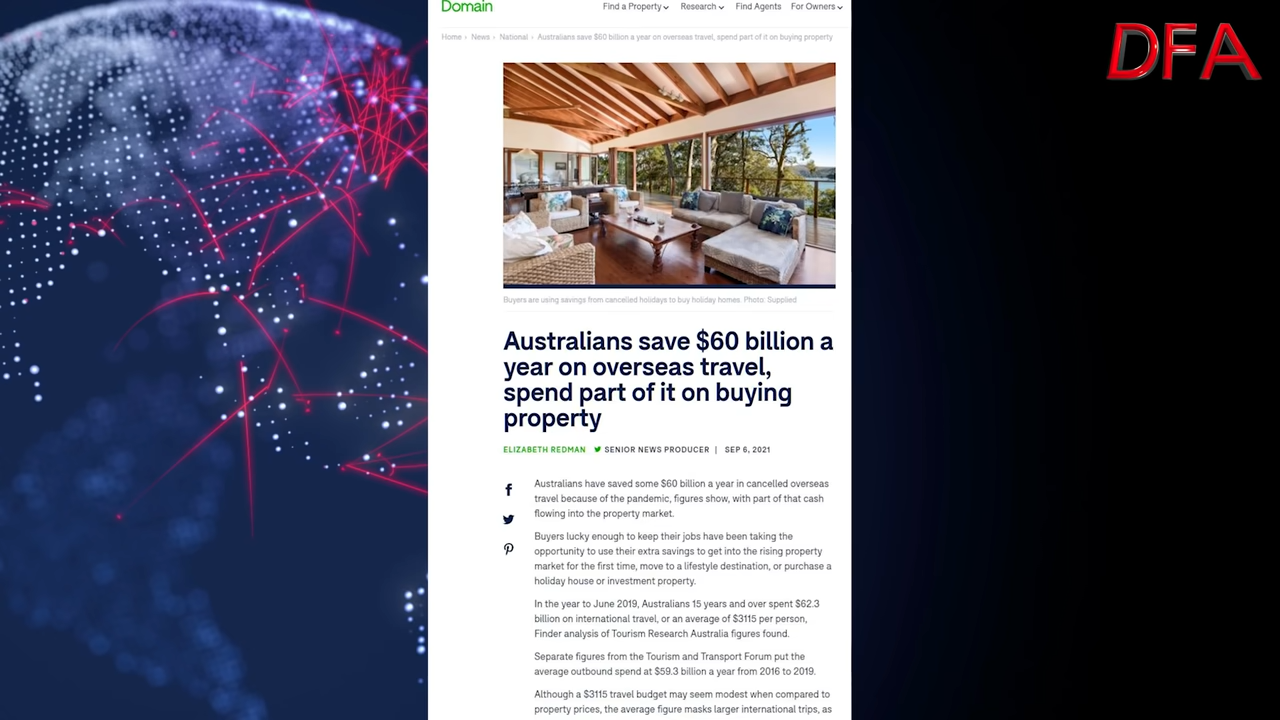 Domain
Find a Property Research Find Agents For Owners
DFA
Home › News › National › Australians save $60 billion a year on overseas travel, spend part of it on buying property
Buyers are using savings from cancelled holidays to buy holiday homes. Photo: Supplied
Australians save $60 billion a
year on overseas travel,
spend part of it on buying
property
ELIZABETH REDMAN SENIOR NEWS PRODUCER | SEP 6, 2021
Australians have saved some $60 billion a year in cancelled overseas
travel because of the pandemic, figures show, with part of that cash
flowing into the property market.
Buyers lucky enough to keep their jobs have been taking the
opportunity to use their extra savings to get into the rising property
market for the first time, move to a lifestyle destination, or purchase a
holiday house or investment property.
In the year to June 2019, Australians 15 years and over spent $62.3
billion on international travel, or an average of $3115 per person,
Finder analysis of Tourism Research Australia figures found.
Separate figures from the Tourism and Transport Forum put the
average outbound spend at $59.3 billion a year from 2016 to 2019.
Although a $3115 travel budget may seem modest when compared to
property prices, the average figure masks larger international trips, as